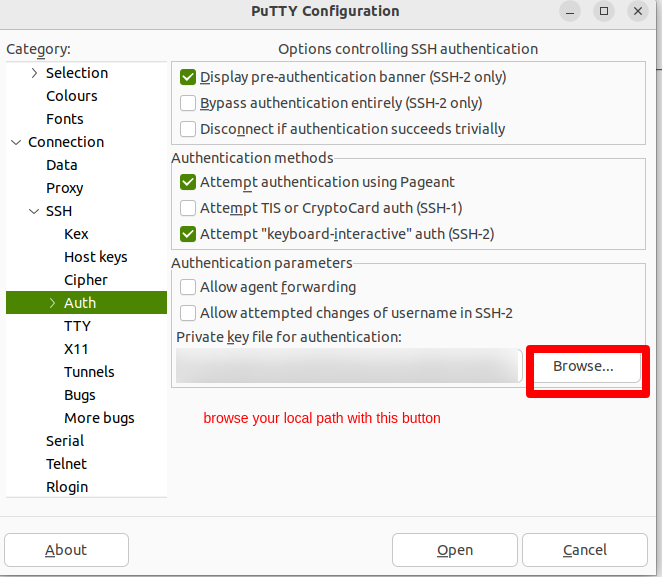 PuTTY Configuration
Category:
Options controlling SSH authentication
Selection
Display pre-authentication banner (SSH-2 only)
Colours
Bypass authentication entirely (SSH-2 only)
Fonts
Disconnect if authentication succeeds trivially
Connection
Authentication methods
Data
Attempt authentication using Pageant
Proxy
Attempt TIS or CryptoCard auth (SSH-1)
SSH
Attempt "keyboard-interactive" auth (SSH-2)
Kex
Host keys
Authentication parameters
Cipher
Allow agent forwarding
Auth
Allow attempted changes of username in SSH-2
TTY
Private key file for authentication:
X11
Browse...
Tunnels
Bugs
More bugs
browse your local path with this button
Serial
Telnet
Rlogin
About
Open
Cancel